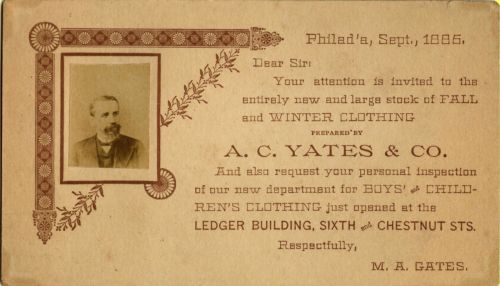 Philad'a, Sept., 1885.
Dear Sir:
Your attention is invited to the
entirely new and large stock of FALL
and WINTER CLOTHING
PREPARED BY
A. C. YATES & CO.
And also request your personal inspection
of our new department for BOYS' and CHILD-
REN'S CLOTHING just opened at the
LEDGER BUILDING, SIXTH and CHESTNUT STS.
Respectfully,
M. A. GATES.